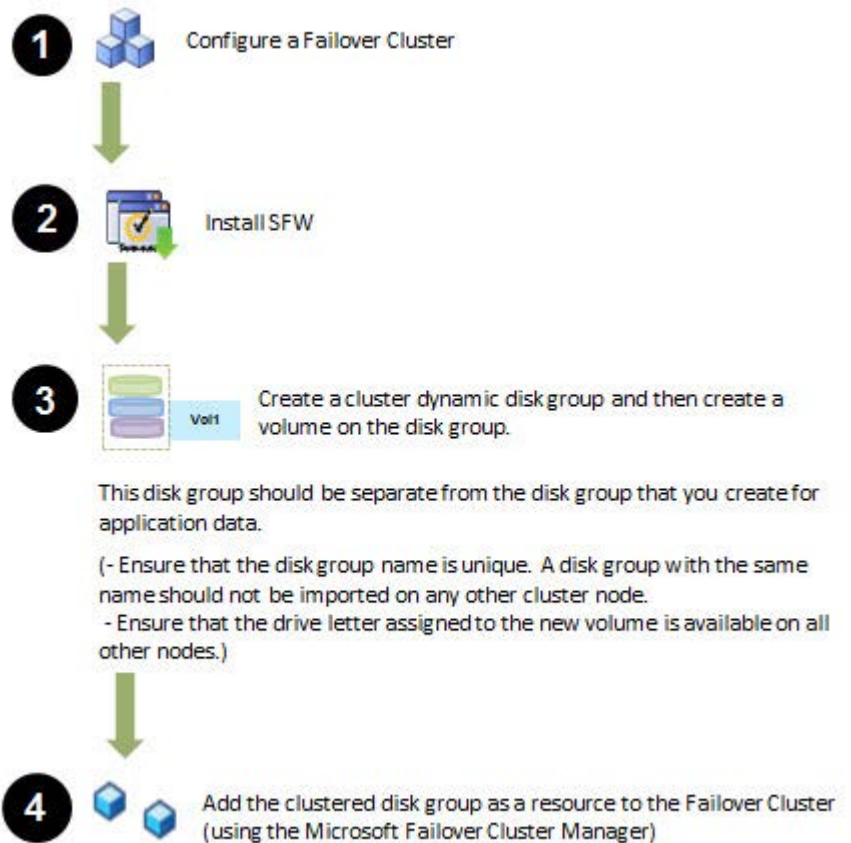 1
Configure a Failover Cluster
2
Install SFW
3
Vol1
Create a cluster dynamic disk group and then create a
volume on the disk group.
This disk group should be separate from the disk group that you create for
application data.
(- Ensure that the disk group name is unique. A disk group with the same
name should not be imported on any other cluster node.
- Ensure that the drive letter assigned to the new volume is available on all
other nodes.)
4
Add the clustered disk group as a resource to the Failover Cluster
(using the Microsoft Failover Cluster Manager)